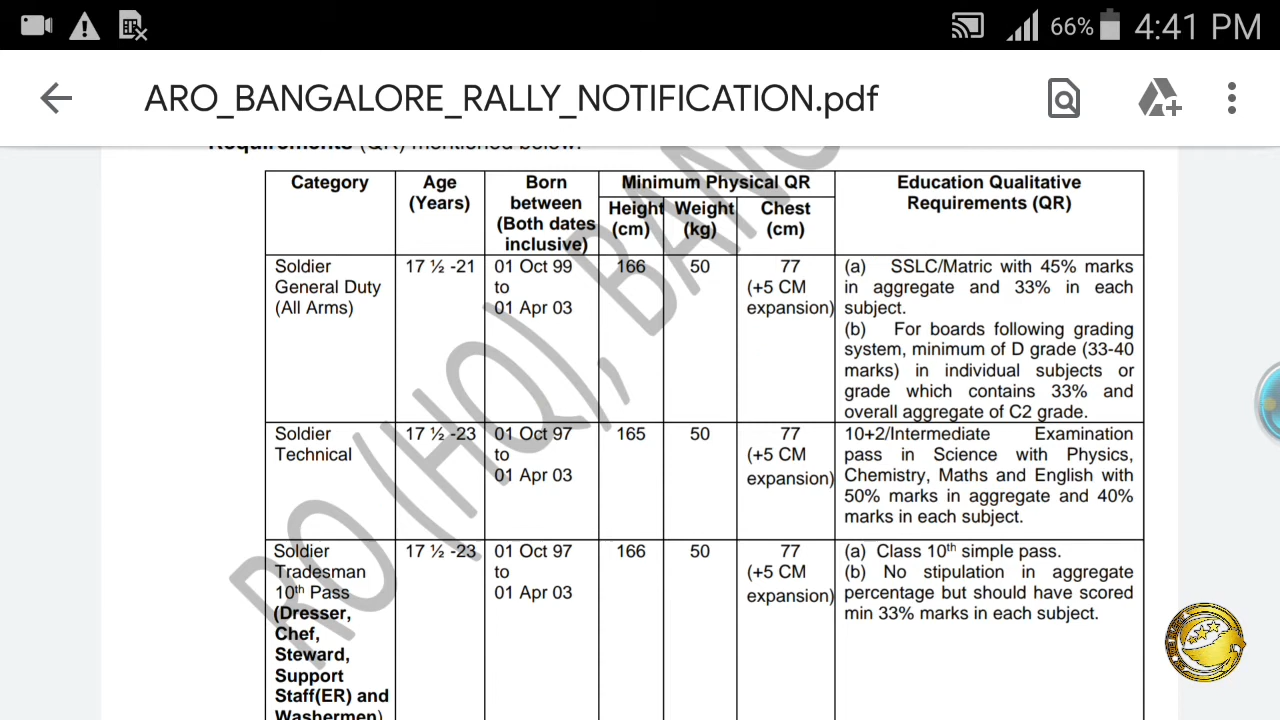 66% 4:41 PM
ARO_BANGALORE_RALLY_NOTIFICATION.pdf
Requirements (QR) mentioned below.
Category
Age
(Years)
Born
between
(Both dates
inclusive)
Minimum Physical QR
Height
(cm)
Weight
(kg)
Chest
(cm)
Education Qualitative
Requirements (QR)
Soldier
General Duty
(All Arms)
17 ½ -21
01 Oct 99
to
01 Apr 03
166
50
77
(+5 CM
expansion)
(a) SSLC/Matric with 45% marks
in aggregate and 33% in each
subject.
(b) For boards following grading
system, minimum of D grade (33-40
marks) in individual subjects or
grade which contains 33% and
overall aggregate of C2 grade.
Soldier
Technical
17 ½ -23
01 Oct 97
to
01 Apr 03
165
50
77
(+5 CM
expansion)
10+2/Intermediate Examination
pass in Science with Physics,
Chemistry, Maths and English with
50% marks in aggregate and 40%
marks in each subject.
Soldier
Tradesman
10th Pass
(Dresser,
Chef,
Steward,
Support
Staff(ER) and
Washermen)
17 ½ -23
01 Oct 97
to
01 Apr 03
166
50
77
(+5 CM
expansion)
(a) Class 10th simple pass.
(b) No stipulation in aggregate
percentage but should have scored
min 33% marks in each subject.
RO (HQ), BANG